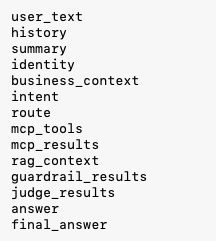 user_text
history
summary
identity
business_context
intent
route
mcp_tools
mcp_results
rag_context
guardrail_results
judge_results
answer
final_answer